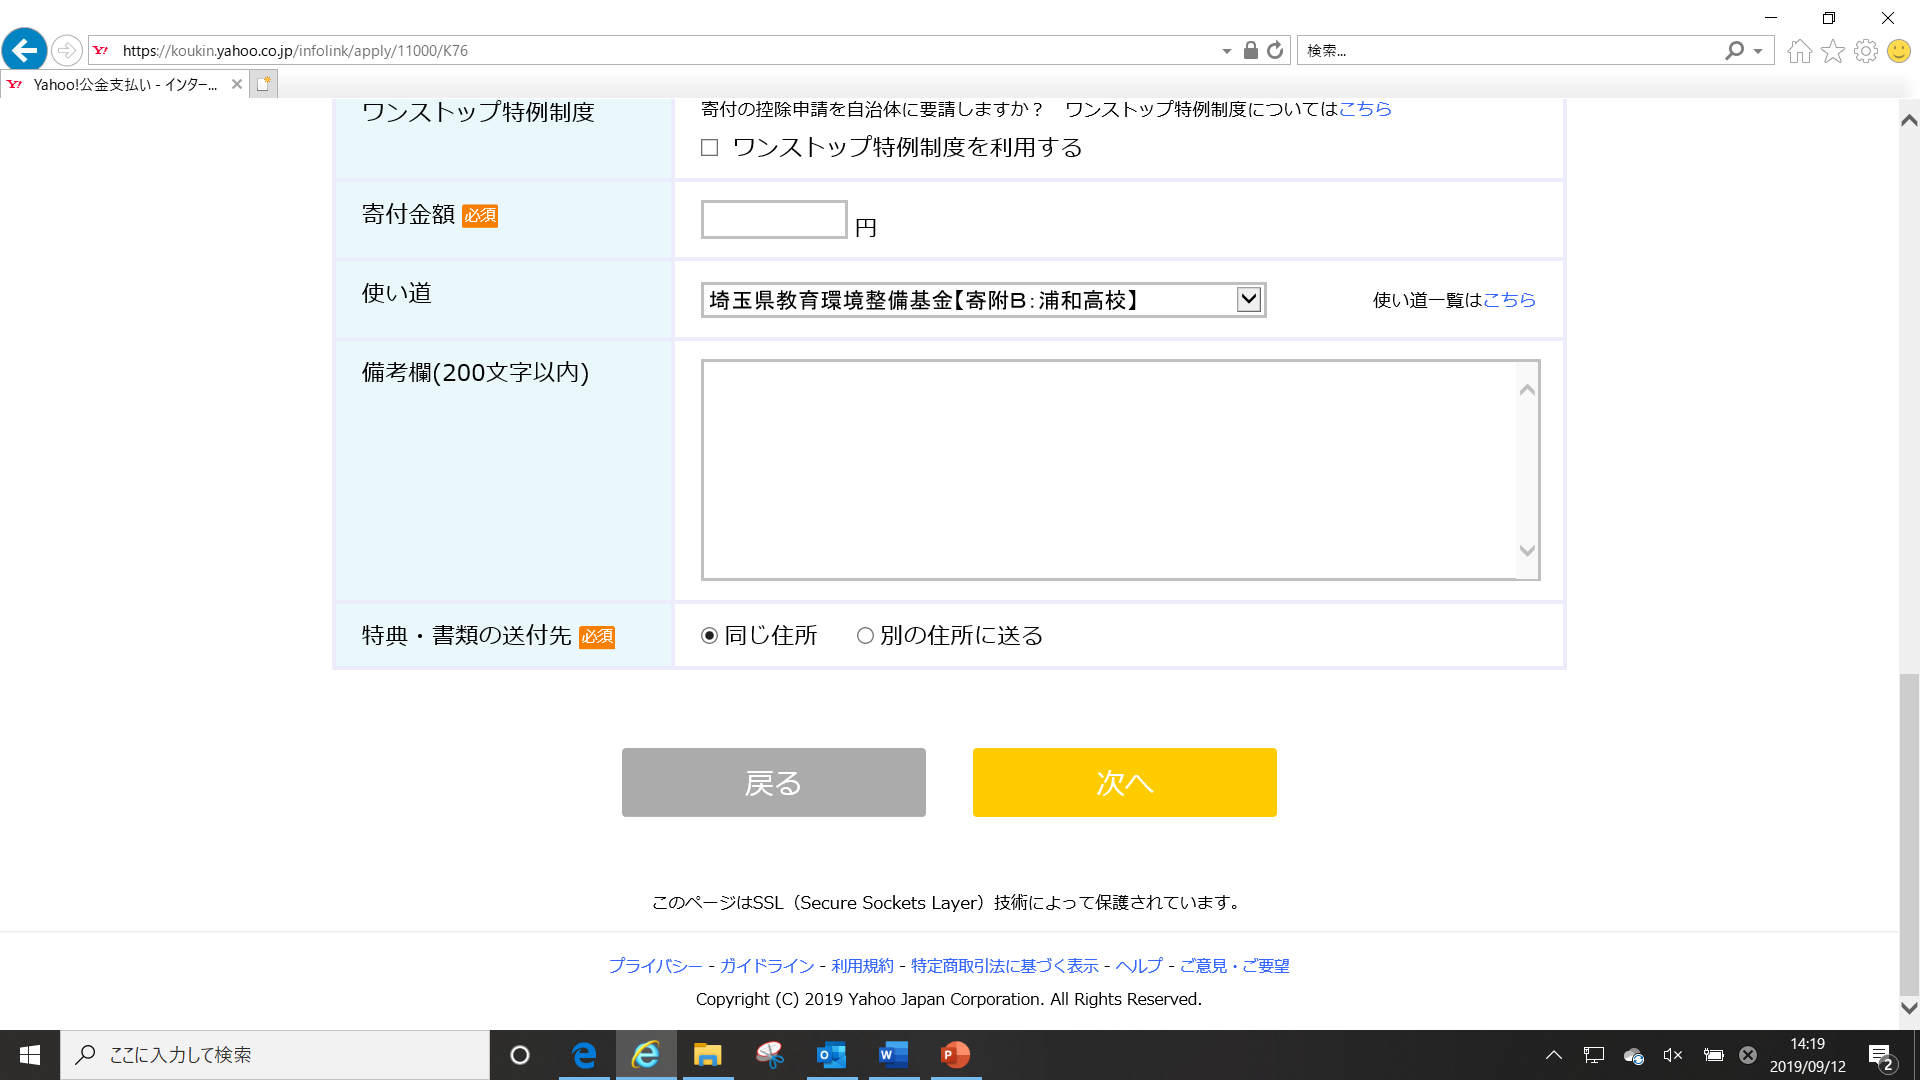 https://koukin.yahoo.co.jp/infolink/apply/11000/K76
検索...
Yahoo!公金支払い - インター...
ワンストップ特例制度
寄付の控除申請を自治体に要請しますか？　ワンストップ特例制度についてはこちら
ワンストップ特例制度を利用する
寄付金額 必須
円
使い道
埼玉県教育環境整備基金【寄附B：浦和高校】
使い道一覧はこちら
備考欄(200文字以内)
特典・書類の送付先 必須
同じ住所
別の住所に送る
戻る
次へ
このページはSSL（Secure Sockets Layer）技術によって保護されています。
プライバシー - ガイドライン - 利用規約 - 特定商取引法に基づく表示 - ヘルプ - ご意見・ご要望
Copyright (C) 2019 Yahoo Japan Corporation. All Rights Reserved.
ここに入力して検索
14:19
2019/09/12
2